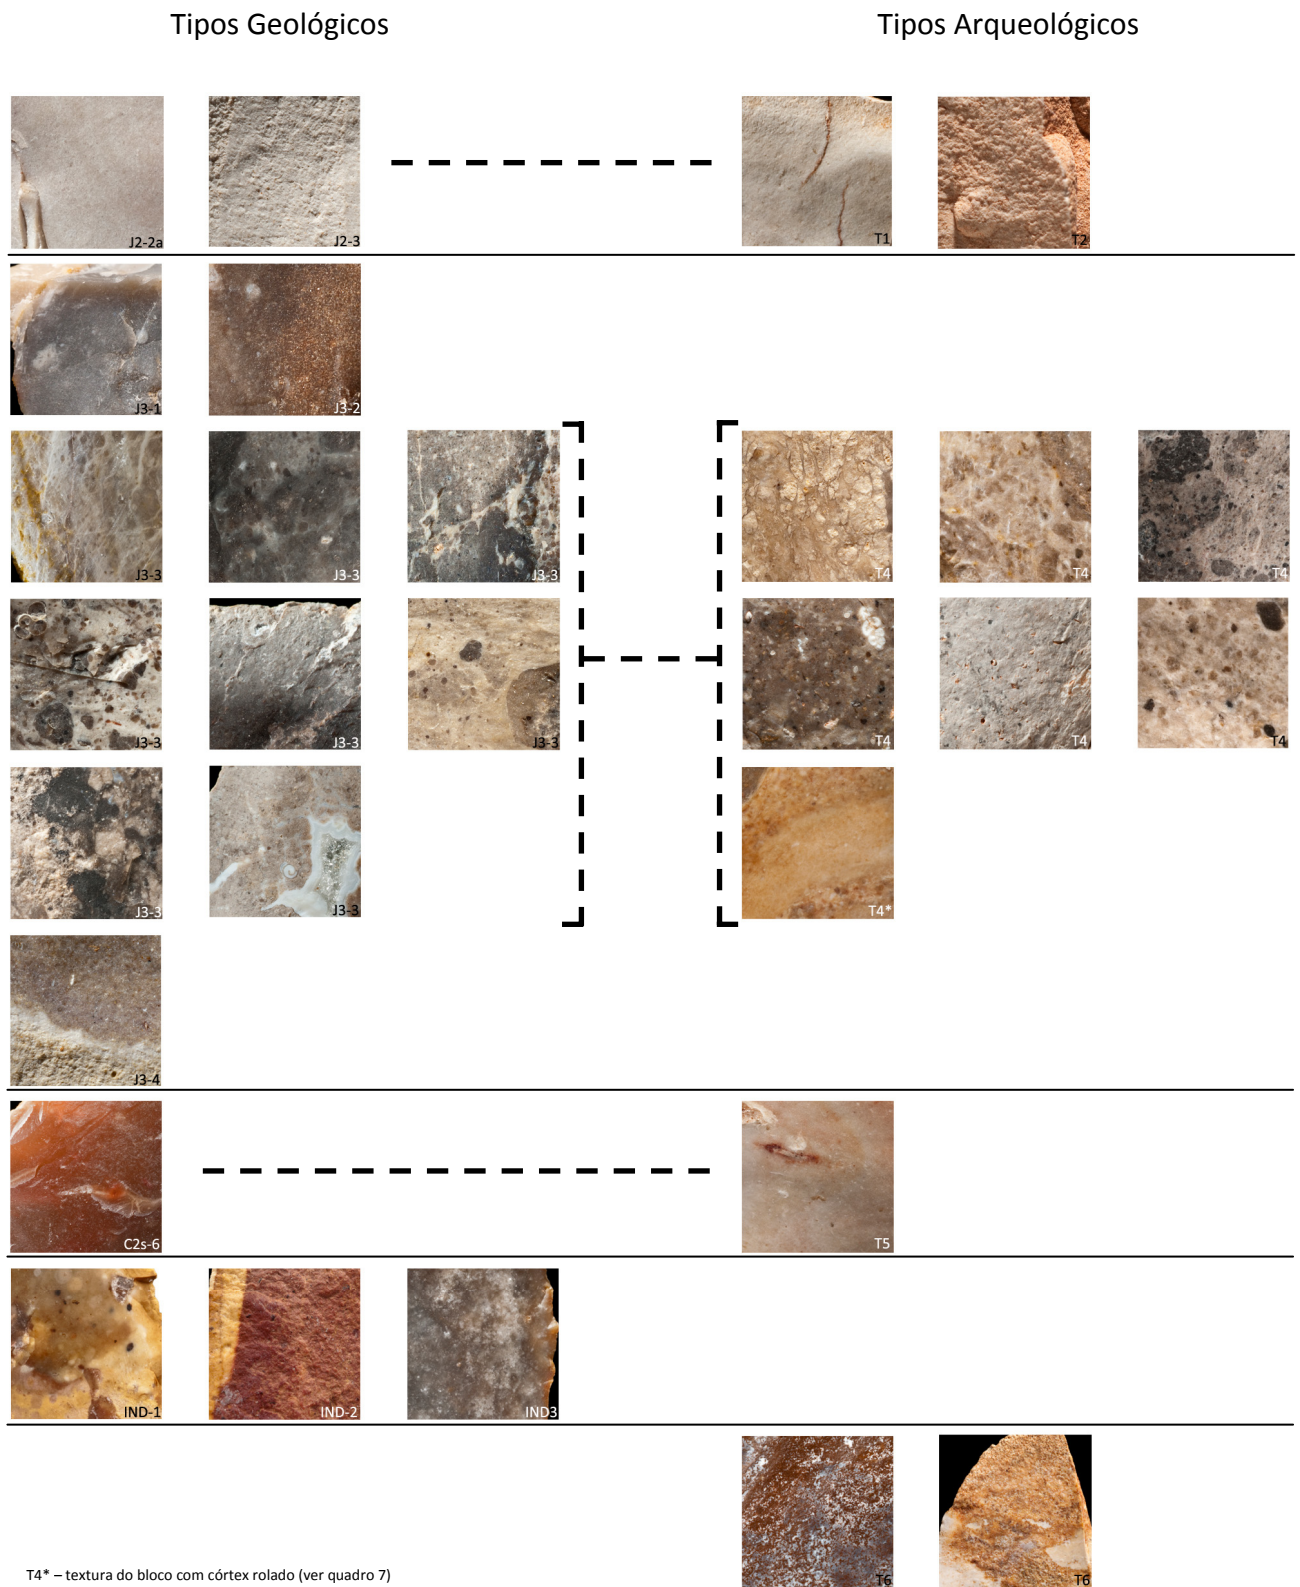 Tipos Geológicos Tipos Arqueológicos
J2-2a J2-3 T1 T2
J3-1 J3-2
J3-3 J3-3 J3-3 T4 T4 T4
J3-3 J3-3 J3-3 T4 T4 T4
J3-3 J3-3 T4*
J3-4
C2s-6 T5
IND-1 IND-2 IND3
T6 T6
T4* – textura do bloco com córtex rolado (ver quadro 7)